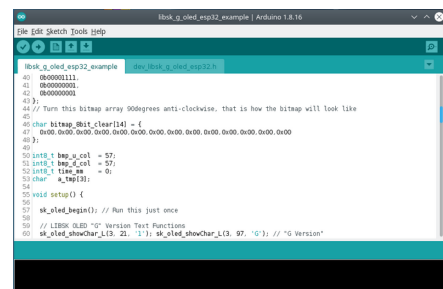 libsk_g_oled_esp32_example | Arduino 1.8.16
File Edit Sketch Tools Help
libsk_g_oled_esp32_example dev_libsk_g_oled_esp32.h
40 0b00001111,
41 0b00000001,
42 0b00000001
43 };
44 // Turn this bitmap array 90degrees anti-clockwise, that is how the bitmap will look like
45
46 char bitmap_8bit_clear[14] = {
47 0x00,0x00,0x00,0x00,0x00,0x00,0x00,0x00,0x00,0x00,0x00,0x00,0x00,0x00
48 };
49
50 int8_t bmp_u_col = 57;
51 int8_t bmp_d_col = 57;
52 int8_t time_mm = 0;
53 char a_tmp[3];
54
55 void setup() {
56
57 sk_oled_begin(); // Run this just once
58
59 // LIBSK OLED "G" Version Text Functions
60 sk_oled_showChar_L(3, 21, '1'); sk_oled_showChar_L(3, 97, 'G'); // "G Version"